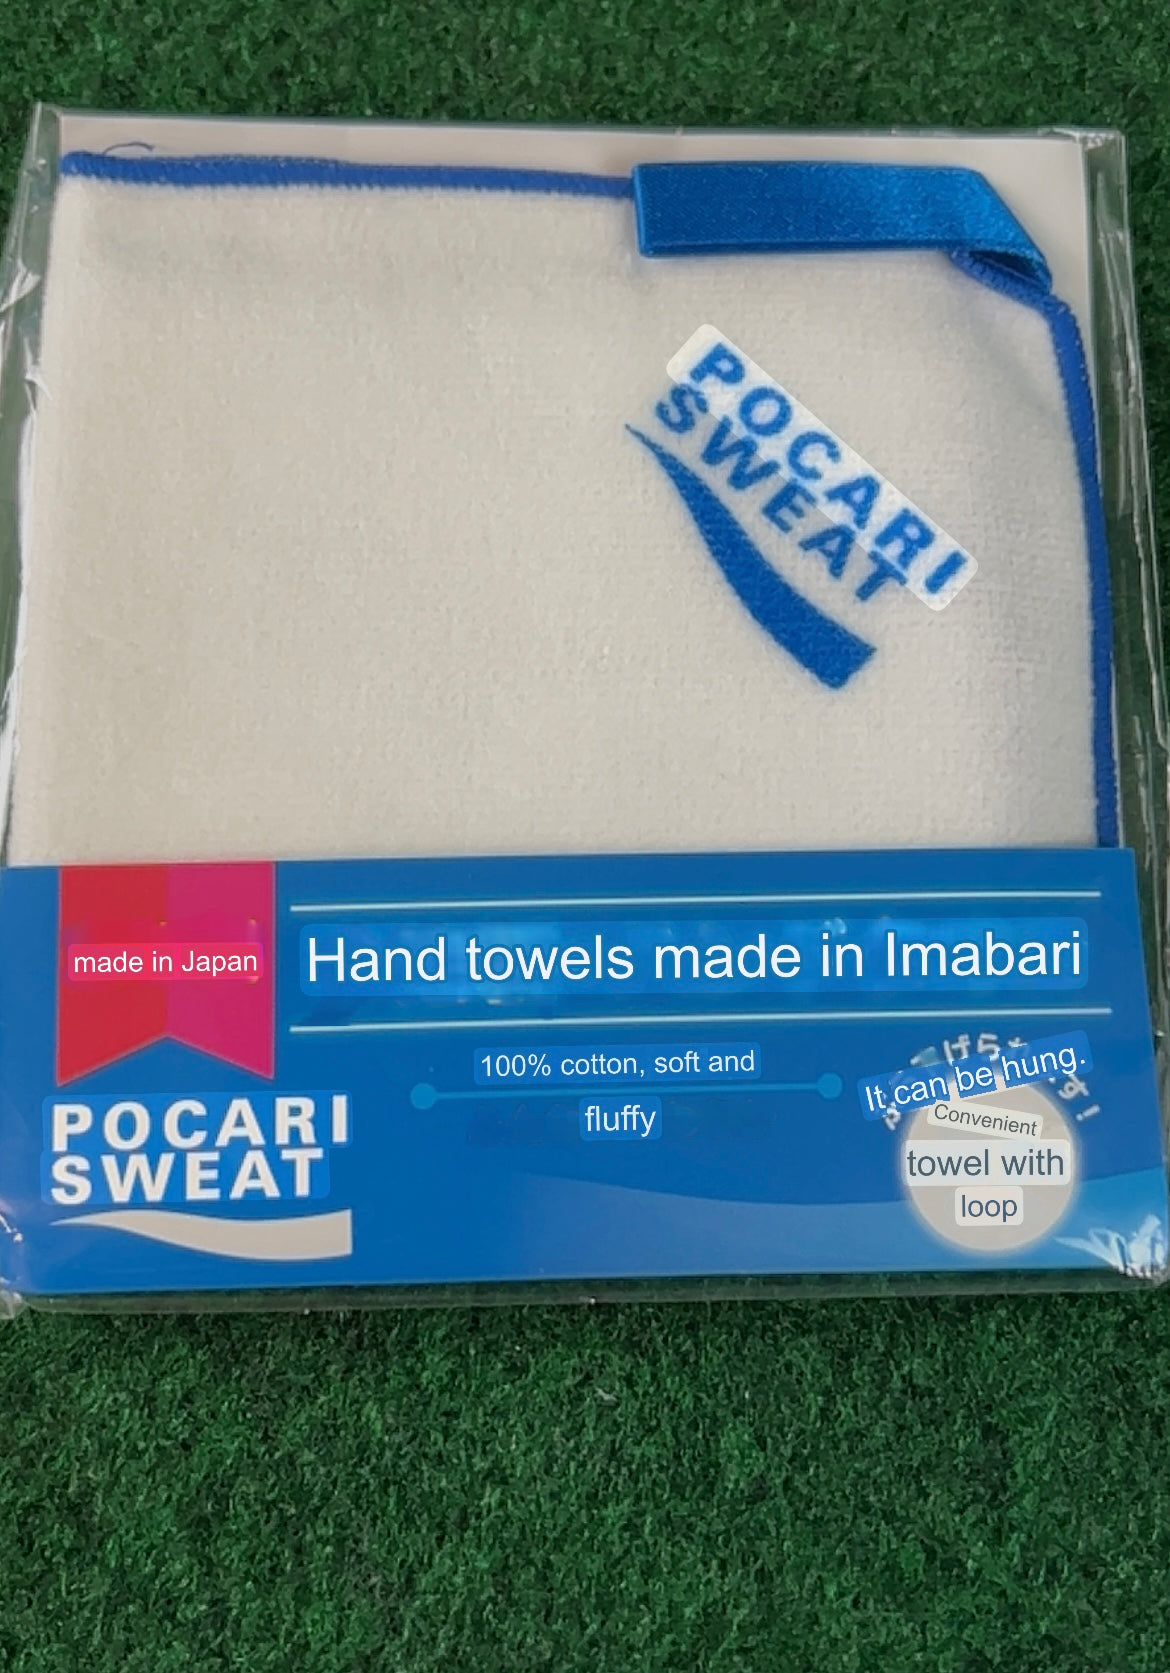 POCARI
SWEAT
made in Japan
Hand towels made in Imabari
100% cotton, soft and
fluffy
It can be hung.
Convenient
towel with
loop
POCARI
SWEAT